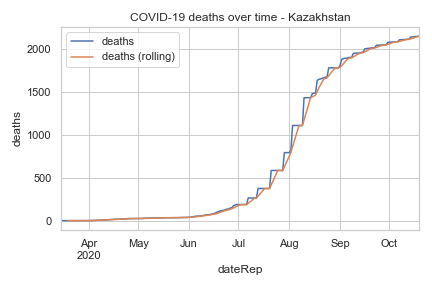 COVID-19 deaths over time - Kazakhstan
deaths
deaths (rolling)
2000
1500
1000
500
0
deaths
Apr
2020
May
Jun
Jul
Aug
Sep
Oct
dateRep